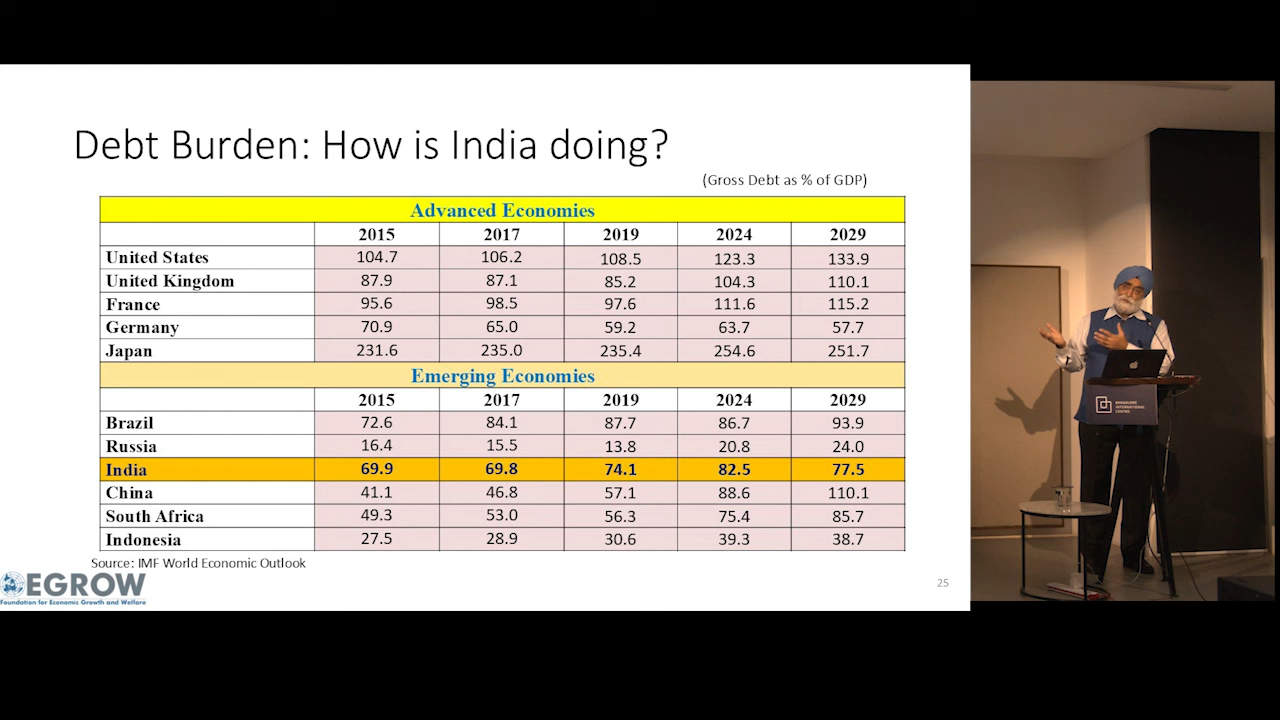 Debt Burden: How is India doing?
(Gross Debt as % of GDP)
Advanced Economies
2015 2017 2019 2024 2029
United States 104.7 106.2 108.5 123.3 133.9
United Kingdom 87.9 87.1 85.2 104.3 110.1
France 95.6 98.5 97.6 111.6 115.2
Germany 70.9 65.0 59.2 63.7 57.7
Japan 231.6 235.0 235.4 254.6 251.7
Emerging Economies
2015 2017 2019 2024 2029
Brazil 72.6 84.1 87.7 86.7 93.9
Russia 16.4 15.5 13.8 20.8 24.0
India 69.9 69.8 74.1 82.5 77.5
China 41.1 46.8 57.1 88.6 110.1
South Africa 49.3 53.0 56.3 75.4 85.7
Indonesia 27.5 28.9 30.6 39.3 38.7
Source: IMF World Economic Outlook
EGROW
Foundation for Economic Growth and Welfare
25
BANGALORE
INTERNATIONAL
CENTRE